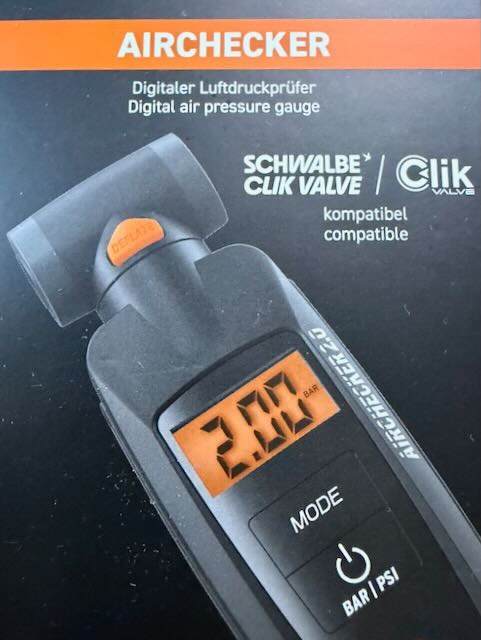 AIRCHECKER
Digitaler Luftdruckprüfer
Digital air pressure gauge
SCHWALBE
CLIK VALVE / Clik
VALVE
kompatibel
compatible
DEFLATE
AIRCHECKER 2.0
2.00 BAR
MODE
BAR | PSI